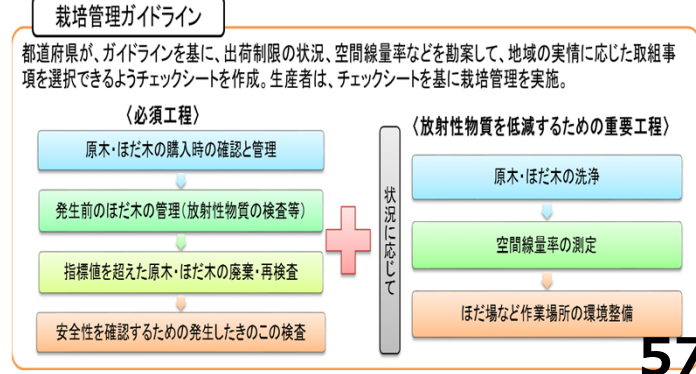 栽培管理ガイドライン
都道府県が、ガイドラインを基に、出荷制限の状況、空間線量率などを勘案して、地域の実情に応じた取組事
項を選択できるようチェックシートを作成。生産者は、チェックシートを基に栽培管理を実施。
〈必須工程〉
原木・ほだ木の購入時の確認と管理
発生前のほだ木の管理(放射性物質の検査等)
指標値を超えた原木・ほだ木の廃棄・再検査
安全性を確認するための発生したきのこの検査
状況に応じて
〈放射性物質を低減するための重要工程〉
原木・ほだ木の洗浄
空間線量率の測定
ほだ場など作業場所の環境整備
57